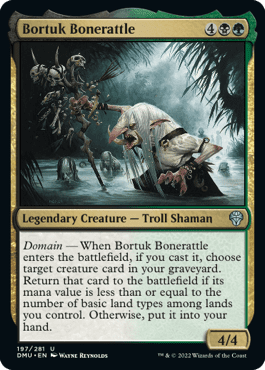 Bortuk Bonerattle 4
Legendary Creature — Troll Shaman
Domain — When Bortuk Bonerattle
enters the battlefield, if you cast it, choose
target creature card in your graveyard.
Return that card to the battlefield if its
mana value is less than or equal to the
number of basic land types among lands
you control. Otherwise, put it into your
hand.
4/4
197/281 U
DMU • EN WAYNE REYNOLDS
™ & © 2022 Wizards of the Coast